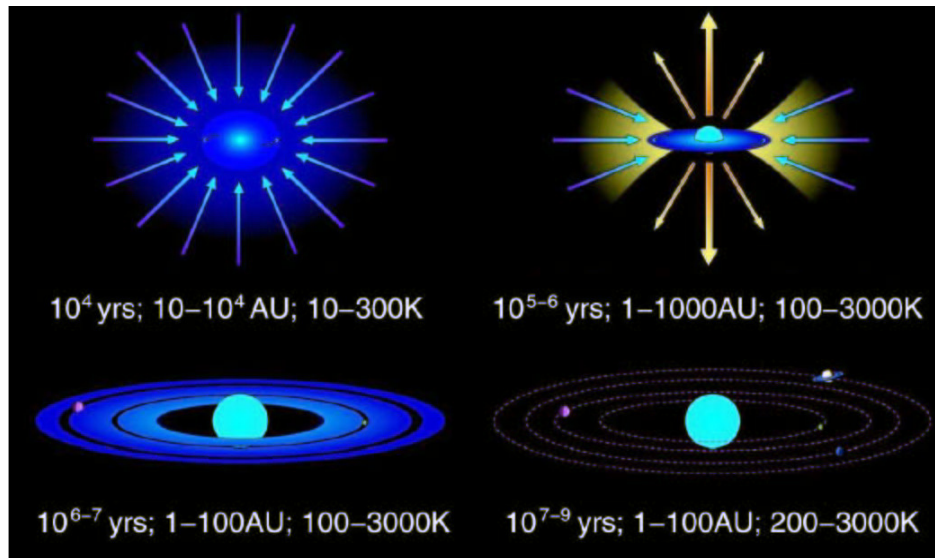 10⁴ yrs; 10–10⁴ AU; 10–300K
10⁵⁻⁶ yrs; 1–1000AU; 100–3000K
10⁶⁻⁷ yrs; 1–100AU; 100–3000K
10⁷⁻⁹ yrs; 1–100AU; 200–3000K